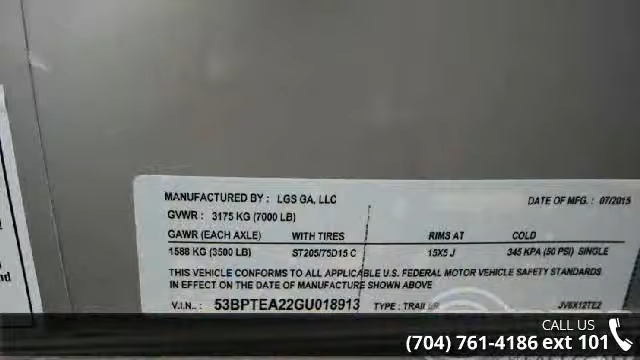 MANUFACTURED BY : LGS GA, LLC DATE OF MFG. : 07/2015
GVWR : 3175 KG (7000 LB)
GAWR (EACH AXLE) WITH TIRES RIMS AT COLD
1588 KG (3500 LB) ST205/75D15 C 15X5 J 345 KPA (50 PSI) SINGLE
THIS VEHICLE CONFORMS TO ALL APPLICABLE U.S. FEDERAL MOTOR VEHICLE SAFETY STANDARDS
IN EFFECT ON THE DATE OF MANUFACTURE SHOWN ABOVE
V.I.N.. : 53BPTEA22GU018913 TYPE : TRAILER JV6X12TE2
nd
CALL US
(704) 761-4186 ext 101